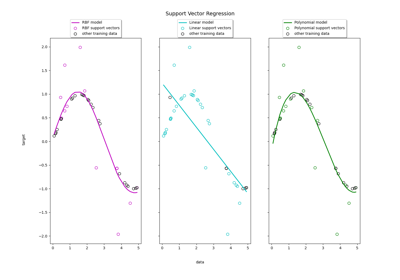 Support Vector Regression
RBF model
RBF support vectors
other training data
Linear model
Linear support vectors
other training data
Polynomial model
Polynomial support vectors
other training data
target
2.0
1.5
1.0
0.5
0.0
−0.5
−1.0
−1.5
−2.0
0 1 2 3 4 5
0 1 2 3 4 5
0 1 2 3 4 5
data